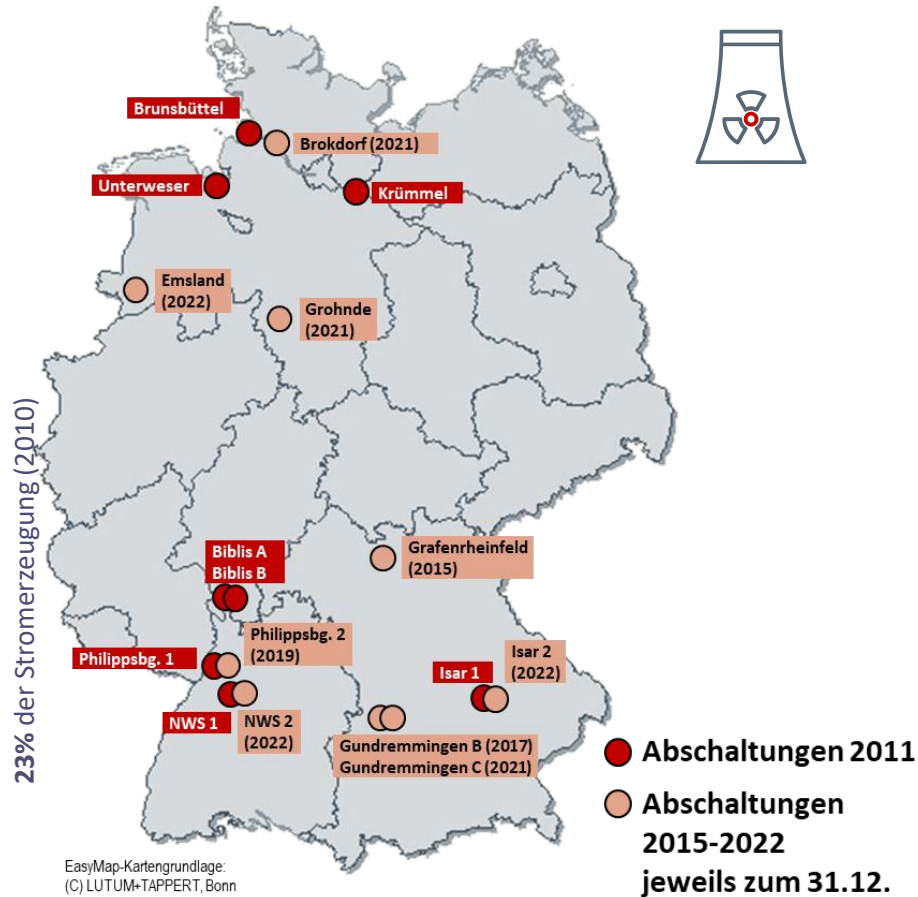 Brunsbüttel
Brokdorf (2021)
Unterweser
Krümmel
Emsland
(2022)
Grohnde
(2021)
23% der Stromerzeugung (2010)
Grafenrheinfeld
(2015)
Biblis A
Biblis B
Philippsbg. 2
(2019)
Philippsbg. 1
Isar 1
Isar 2
(2022)
NWS 1
NWS 2
(2022)
Gundremmingen B (2017)
Gundremmingen C (2021)
Abschaltungen 2011
Abschaltungen
2015-2022
jeweils zum 31.12.
EasyMap-Kartengrundlage:
(C) LUTUM+TAPPERT, Bonn